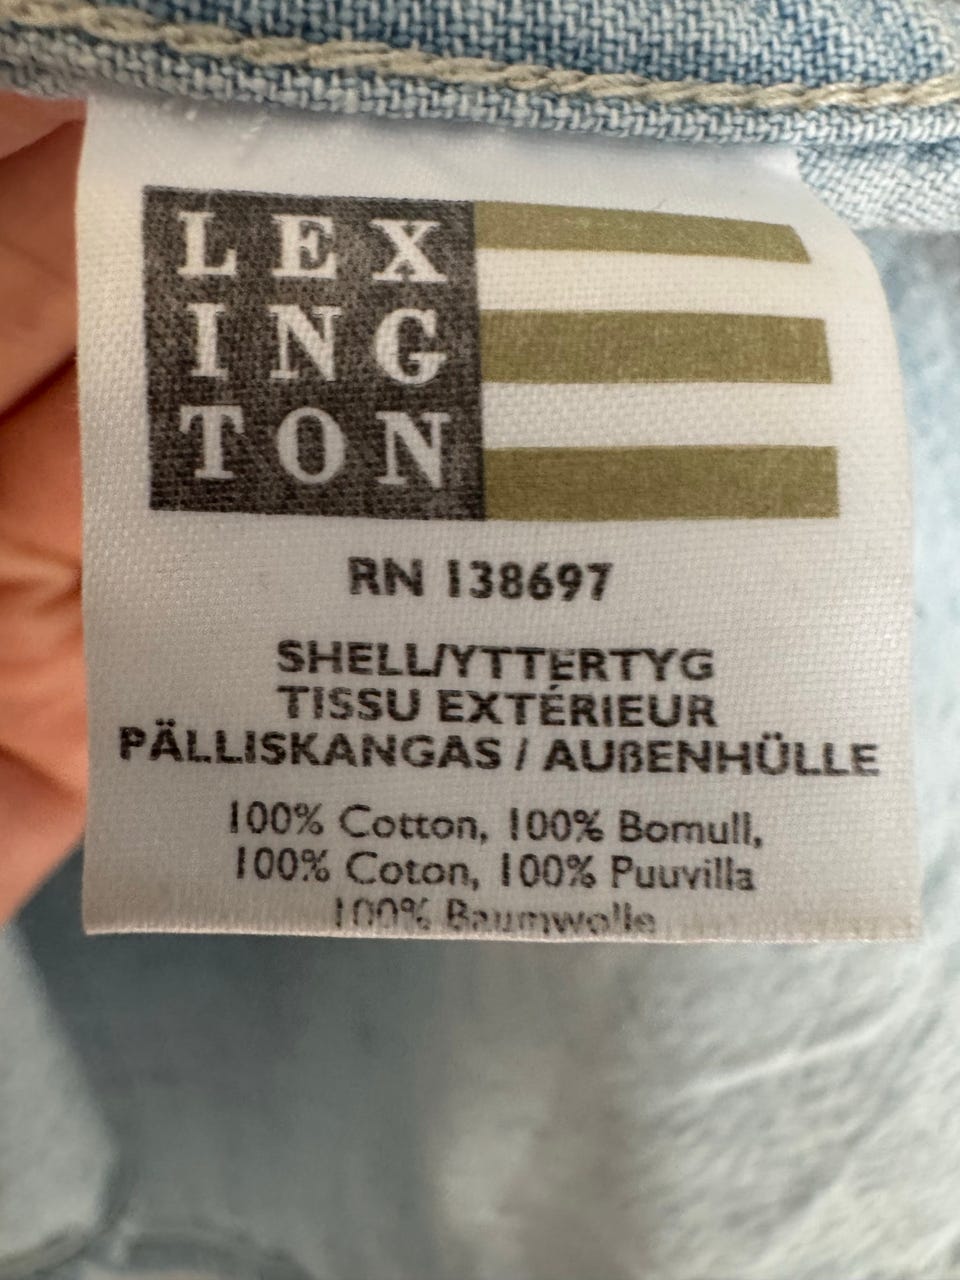 LEX
ING
TON
RN 138697
SHELL/YTTERTYG
TISSU EXTÉRIEUR
PÄLLISKANGAS / AUßENHÜLLE
100% Cotton, 100% Bomull,
100% Coton, 100% Puuvilla
100% Baumwolle